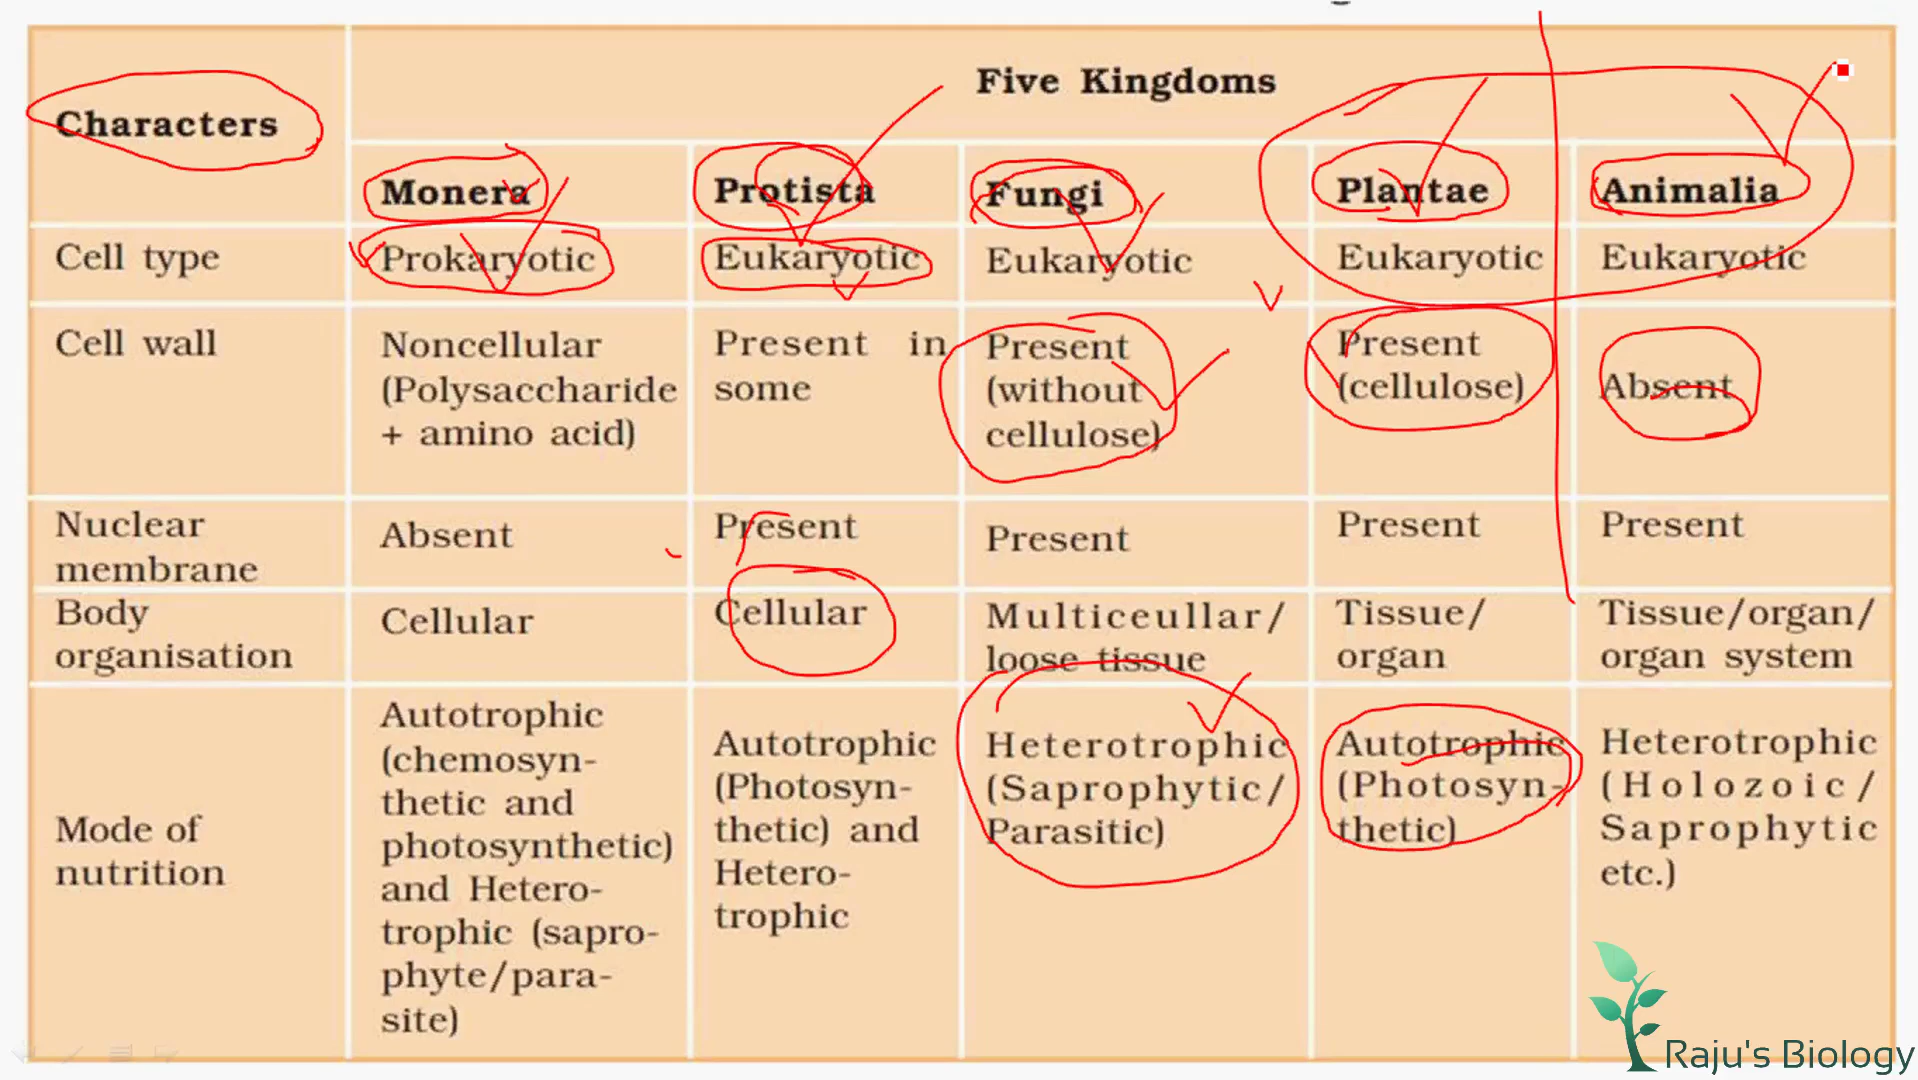 Five Kingdoms
Characters
Monera
Protista
Fungi
Plantae
Animalia
Cell type
Prokaryotic
Eukaryotic
Eukaryotic
Eukaryotic
Eukaryotic
Cell wall
Noncellular
(Polysaccharide
+ amino acid)
Present in
some
Present
(without
cellulose)
Present
(cellulose)
Absent
Nuclear
membrane
Absent
Present
Present
Present
Present
Body
organisation
Cellular
Cellular
Multiceullar/
loose tissue
Tissue/
organ
Tissue/organ/
organ system
Mode of
nutrition
Autotrophic
(chemosyn-
thetic and
photosynthetic)
and Hetero-
trophic (sapro-
phyte/para-
site)
Autotrophic
(Photosyn-
thetic) and
Hetero-
trophic
Heterotrophic
(Saprophytic/
Parasitic)
Autotrophic
(Photosyn-
thetic)
Heterotrophic
(Holozoic/
Saprophytic
etc.)
Raju's Biology